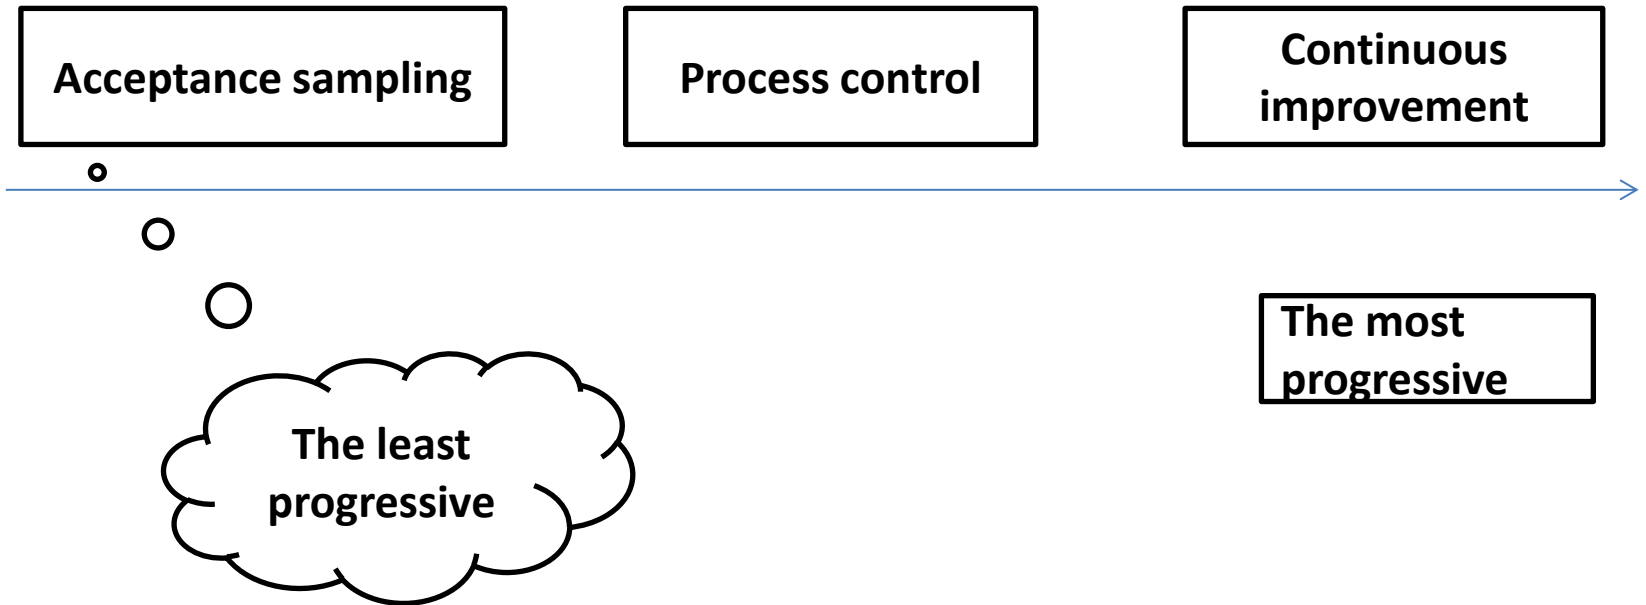 Acceptance sampling
Process control
Continuous
improvement
The most
progressive
The least
progressive